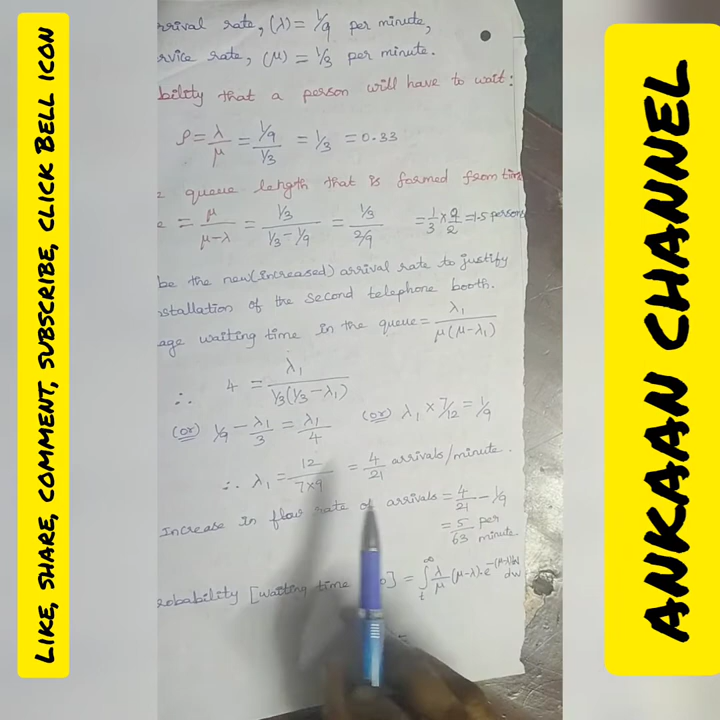 LIKE, SHARE, COMMENT, SUBSCRIBE, CLICK BELL ICON
rrival rate, (λ) = 1/9 per minute,
rvice rate, (μ) = 1/3 per minute.
bility that a person will have to wait:
ρ = λ/μ = (1/9)/(1/3) = 1/3 = 0.33
queue length that is formed from time
e = μ/(μ-λ) = (1/3)/(1/3 - 1/9) = (1/3)/(2/9) = 1/3 × 9/2 = 1.5 persons
be the new (increased) arrival rate to justify
stallation of the second telephone booth.
age waiting time in the queue = λ₁/(μ(μ-λ₁))
∴ 4 = λ₁/(1/3(1/3 - λ₁))
(or) 1/9 - λ₁/3 = λ₁/4 (or) λ₁ × 7/12 = 1/9
∴ λ₁ = 12/(7×9) = 4/21 arrivals/minute.
Increase in flow rate of arrivals = 4/21 - 1/9
= 5/63 per minute.
robability [waiting time 0] = ∫ₜ^∞ λ/μ (μ-λ).e^-(μ-λ)w dw
ANKAAN CHANNEL